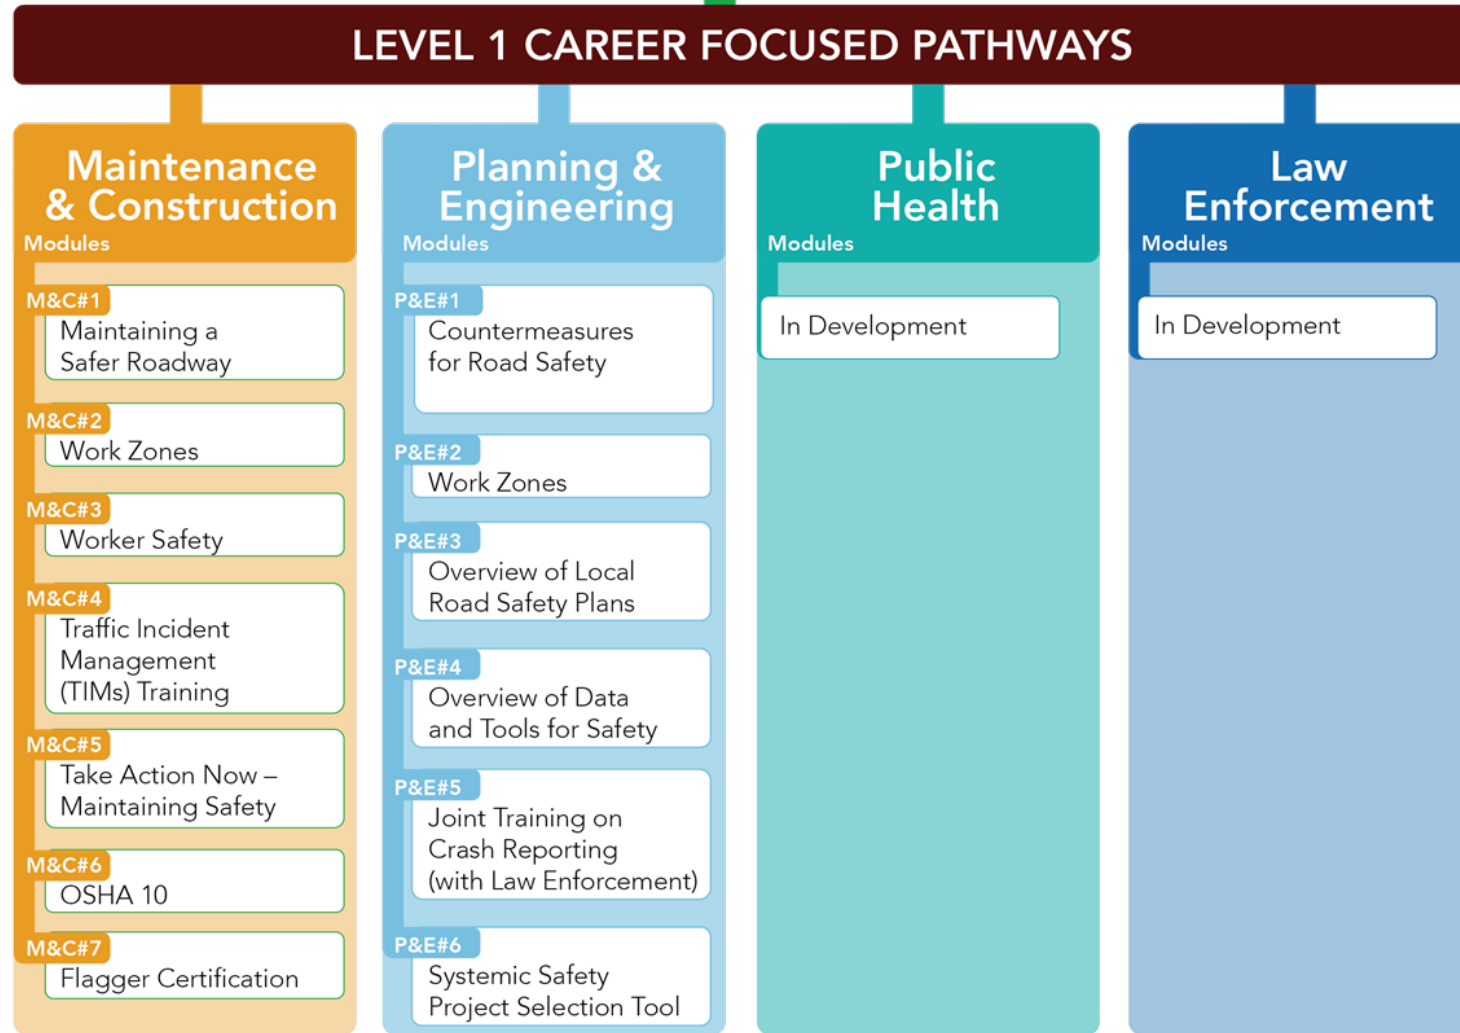 LEVEL 1 CAREER FOCUSED PATHWAYS
Maintenance
& Construction
Modules
M&C#1
Maintaining a
Safer Roadway
M&C#2
Work Zones
M&C#3
Worker Safety
M&C#4
Traffic Incident
Management
(TIMs) Training
M&C#5
Take Action Now –
Maintaining Safety
M&C#6
OSHA 10
M&C#7
Flagger Certification
Planning &
Engineering
Modules
P&E#1
Countermeasures
for Road Safety
P&E#2
Work Zones
P&E#3
Overview of Local
Road Safety Plans
P&E#4
Overview of Data
and Tools for Safety
P&E#5
Joint Training on
Crash Reporting
(with Law Enforcement)
P&E#6
Systemic Safety
Project Selection Tool
Public
Health
Modules
In Development
Law
Enforcement
Modules
In Development